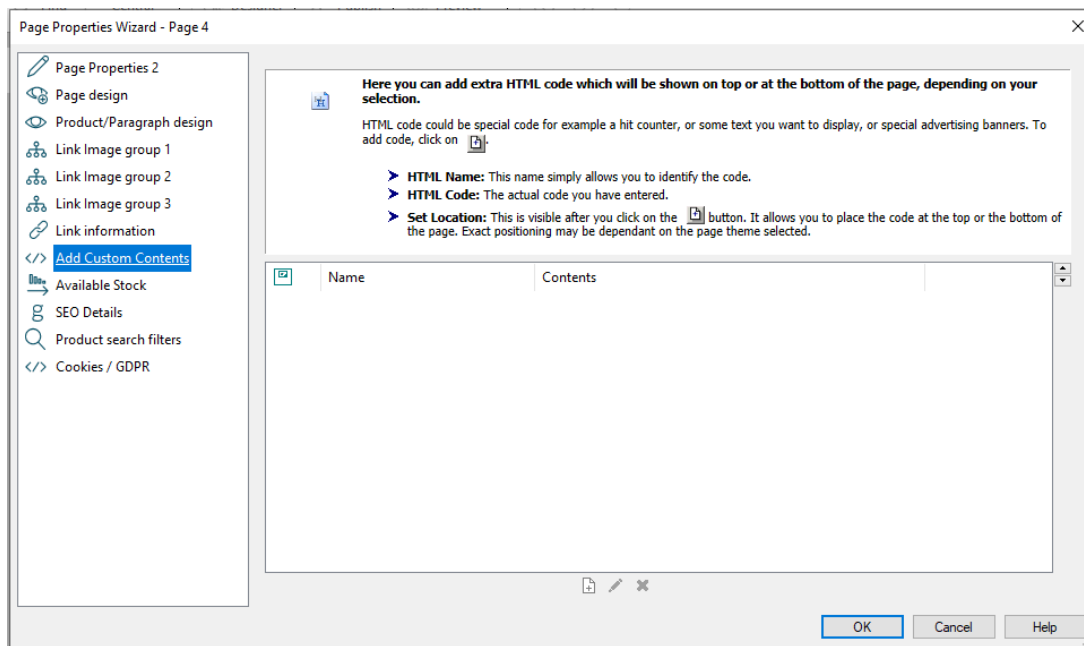 Page Properties Wizard - Page 4
Page Properties 2
Page design
Product/Paragraph design
Link Image group 1
Link Image group 2
Link Image group 3
Link information
Add Custom Contents
Available Stock
SEO Details
Product search filters
Cookies / GDPR
Here you can add extra HTML code which will be shown on top or at the bottom of the page, depending on your
selection.
HTML code could be special code for example a hit counter, or some text you want to display, or special advertising banners. To
add code, click on .
HTML Name: This name simply allows you to identify the code.
HTML Code: The actual code you have entered.
Set Location: This is visible after you click on the button. It allows you to place the code at the top or the bottom of
the page. Exact positioning may be dependant on the page theme selected.
Name Contents
OK Cancel Help